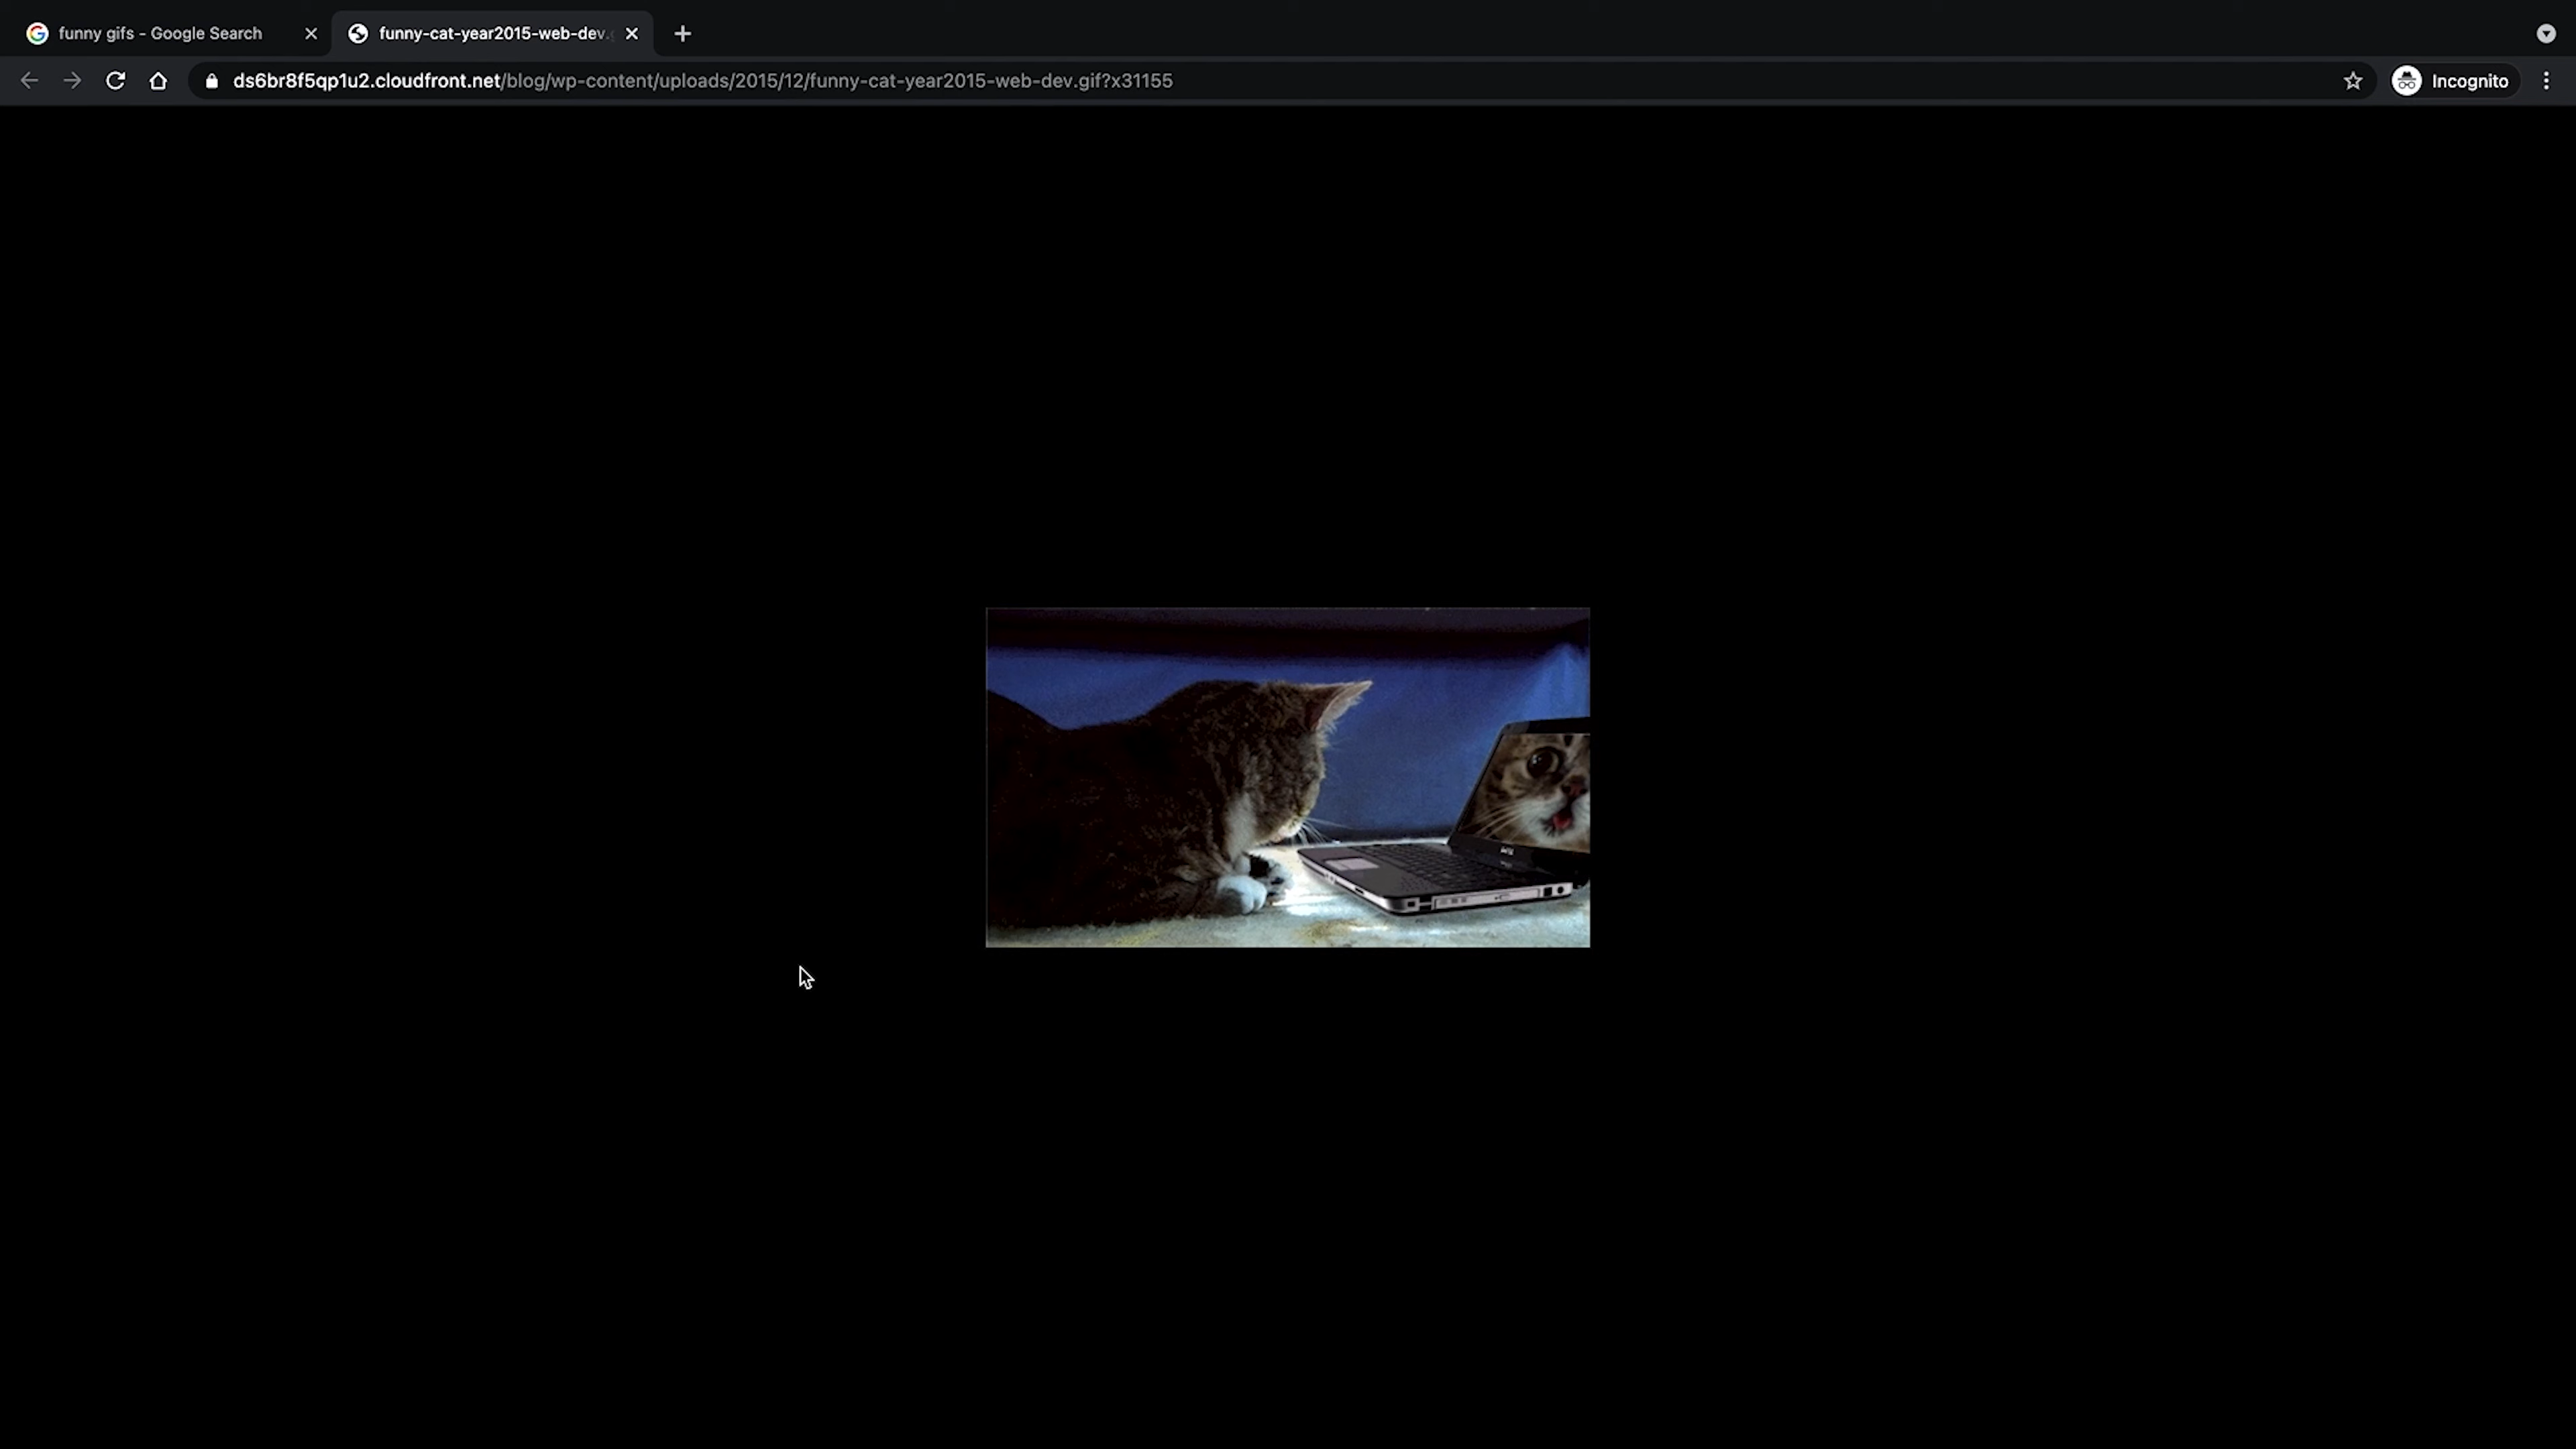 funny gifs - Google Search
funny-cat-year2015-web-dev.
ds6br8f5qp1u2.cloudfront.net/blog/wp-content/uploads/2015/12/funny-cat-year2015-web-dev.gif?x31155
Incognito